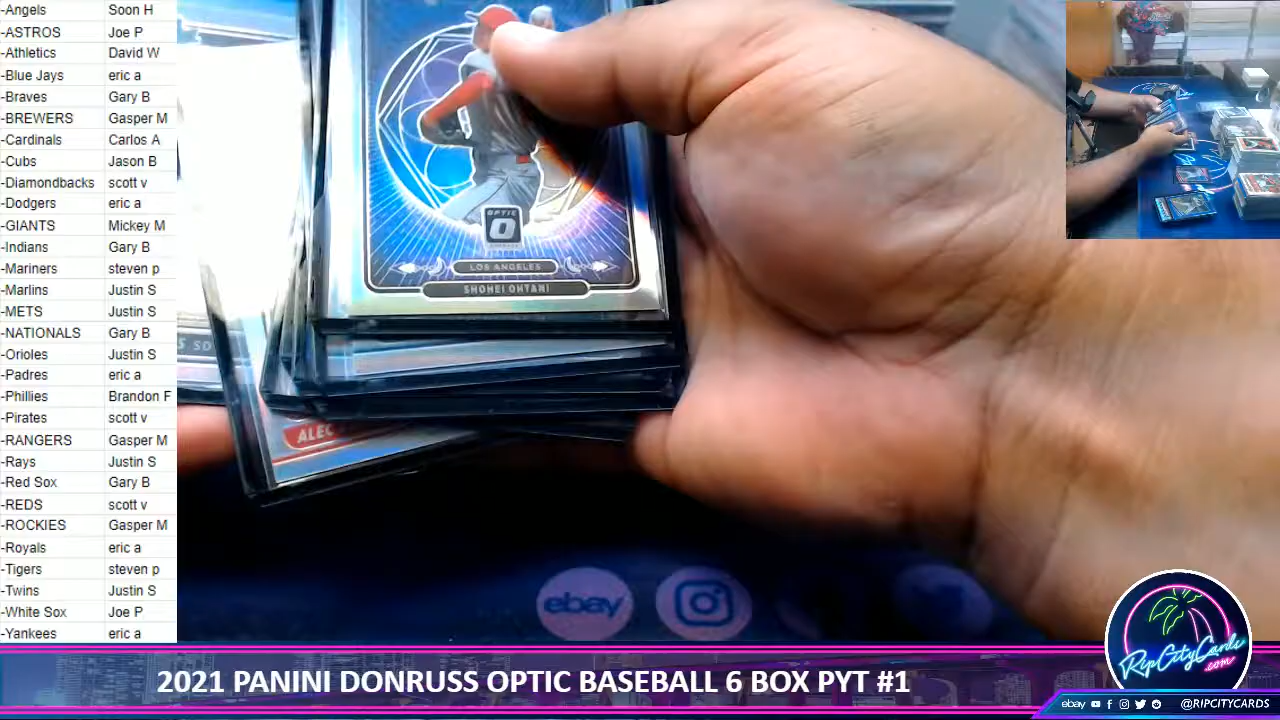 -Angels Soon H
-ASTROS Joe P
-Athletics David W
-Blue Jays eric a
-Braves Gary B
-BREWERS Gasper M
-Cardinals Carlos A
-Cubs Jason B
-Diamondbacks scott v
-Dodgers eric a
-GIANTS Mickey M
-Indians Gary B
-Mariners steven p
-Marlins Justin S
-METS Justin S
-NATIONALS Gary B
-Orioles Justin S
-Padres eric a
-Phillies Brandon F
-Pirates scott v
-RANGERS Gasper M
-Rays Justin S
-Red Sox Gary B
-REDS scott v
-ROCKIES Gasper M
-Royals eric a
-Tigers steven p
-Twins Justin S
-White Sox Joe P
-Yankees eric a
OPTIC
LOS ANGELES
SHOHEI OHTANI
S SO
ALEC
ebay
RipCityCards
.com
2021 PANINI DONRUSS OPTIC BASEBALL 6 BOX PYT #1
ebay @RIPCITYCARDS